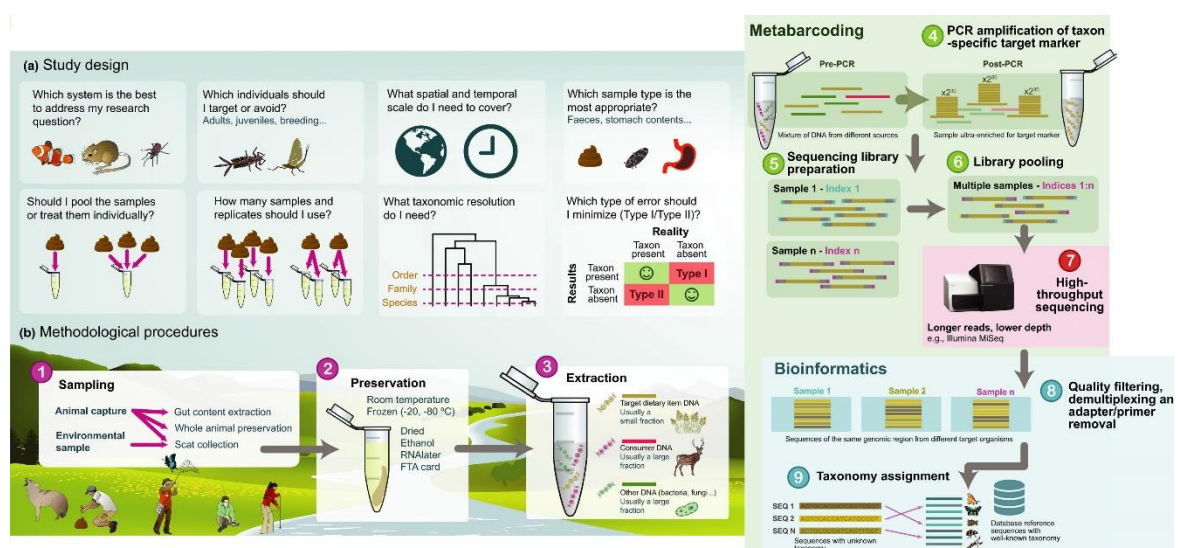 (a) Study design
Which system is the best
to address my research
question?
Which individuals should
I target or avoid?
Adults, juveniles, breeding...
What spatial and temporal
scale do I need to cover?
Which sample type is the
most appropriate?
Faeces, stomach contents...
Should I pool the samples
or treat them individually?
How many samples and
replicates should I use?
What taxonomic resolution
do I need?
Order
Family
Species
Which type of error should
I minimize (Type I/Type II)?
Reality
Taxon
present
Taxon
absent
Results
Taxon
present
Type I
Taxon
absent
Type II
(b) Methodological procedures
1
Sampling
Animal capture
Environmental
sample
Gut content extraction
Whole animal preservation
Scat collection
2
Preservation
Room temperature
Frozen (-20, -80 ºC)
Dried
Ethanol
RNAlater
FTA card
3
Extraction
Target dietary item DNA
Usually a
small fraction
Consumer DNA
Usually a large
fraction
Other DNA (bacteria, fungi...)
Usually a large
fraction
Metabarcoding
4
PCR amplification of taxon
-specific target marker
Pre-PCR
Post-PCR
x2³⁰
x2³⁰
x2³⁰
Mixture of DNA from different sources
Sample ultra-enriched for target marker
5
Sequencing library
preparation
Sample 1 - Index 1
Sample n - Index n
6
Library pooling
Multiple samples - Indices 1:n
7
High-
throughput
sequencing
Longer reads, lower depth
e.g., Illumina MiSeq
Bioinformatics
Sample 1
Sample 2
Sample n
Sequences of the same genomic region from different target organisms
8
Quality filtering,
demultiplexing an
adapter/primer
removal
9
Taxonomy assignment
SEQ 1
SEQ 2
AGTCCACCATCATGCGGT
SEQ N
Sequences with unknown
Database reference
sequences with
well-known taxonomy